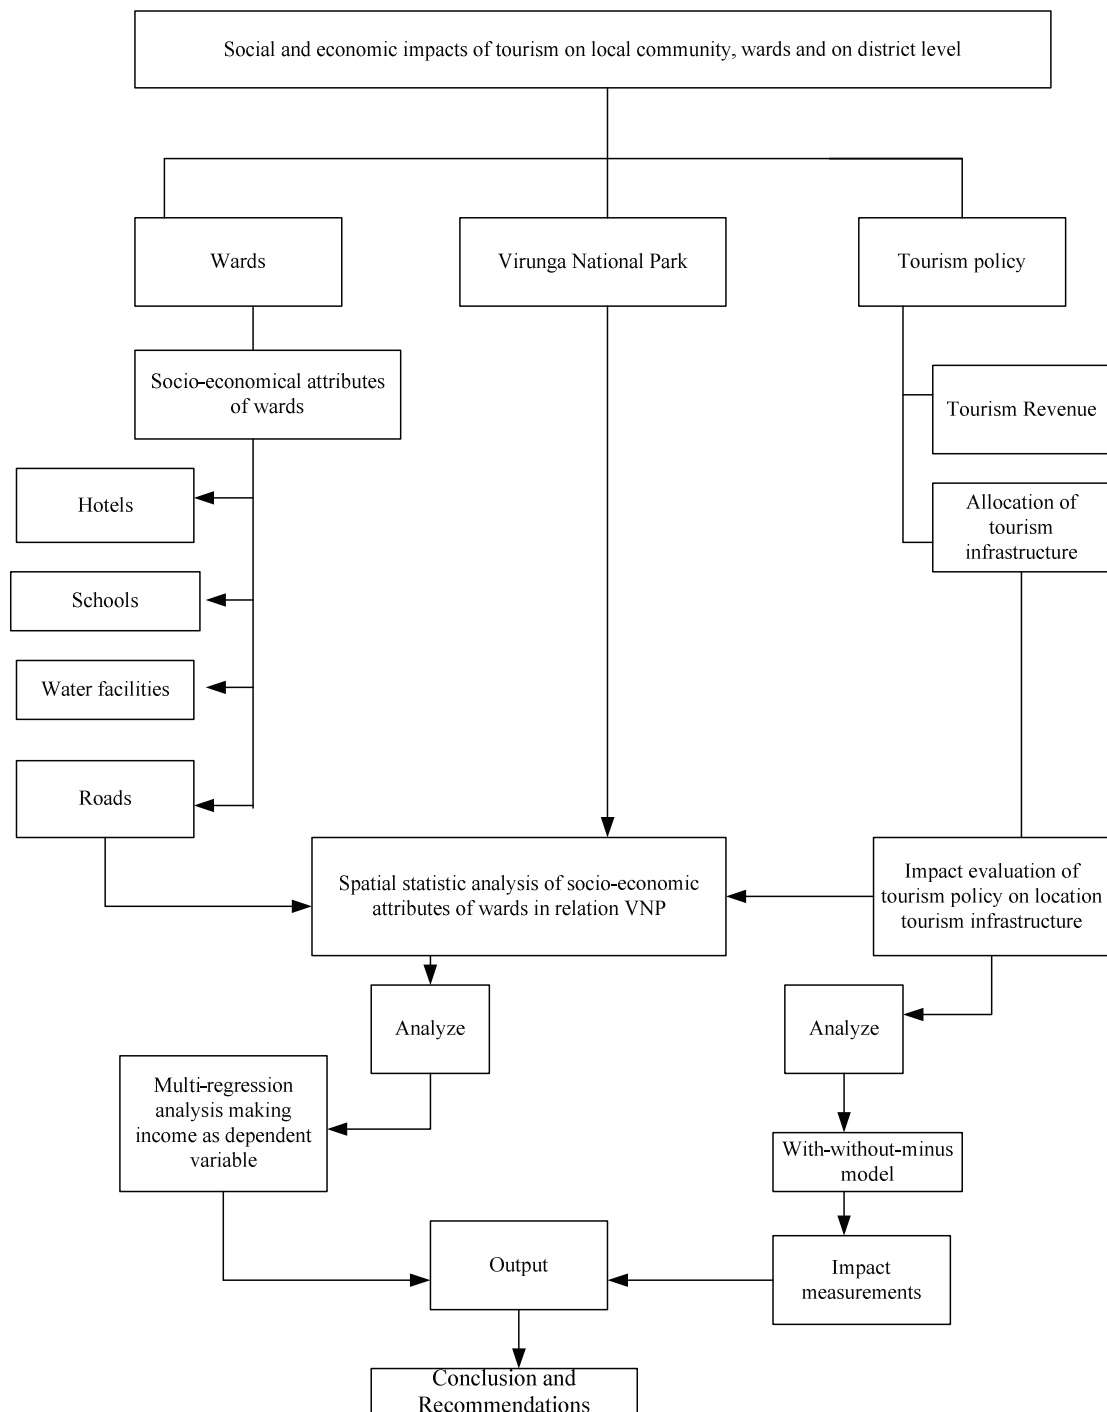 Social and economic impacts of tourism on local community, wards and on district level
Wards
Virunga National Park
Tourism policy
Socio-economical attributes
of wards
Tourism Revenue
Hotels
Allocation of
tourism
infrastructure
Schools
Water facilities
Roads
Spatial statistic analysis of socio-economic
attributes of wards in relation VNP
Impact evaluation of
tourism policy on location
tourism infrastructure
Analyze
Analyze
Multi-regression
analysis making
income as dependent
variable
With-without-minus
model
Output
Impact
measurements
Conclusion and
Recommendations